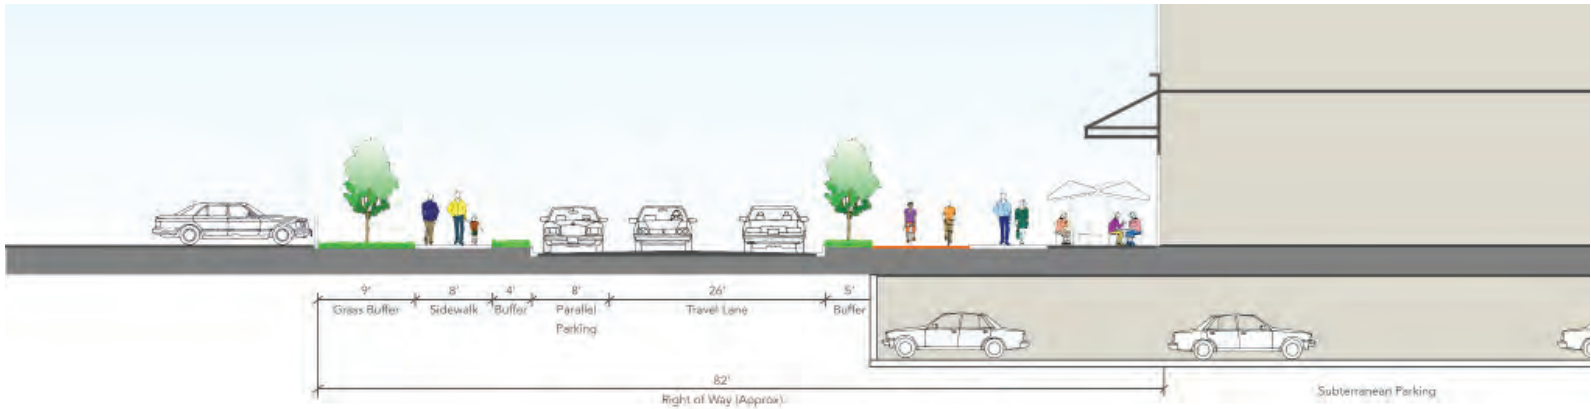 9' 8' 4' 8' 26' 5'
Grass Buffer Sidewalk Buffer Parallel Travel Lane Buffer
Parking
82'
Right of Way (Approx)
Subterranean Parking